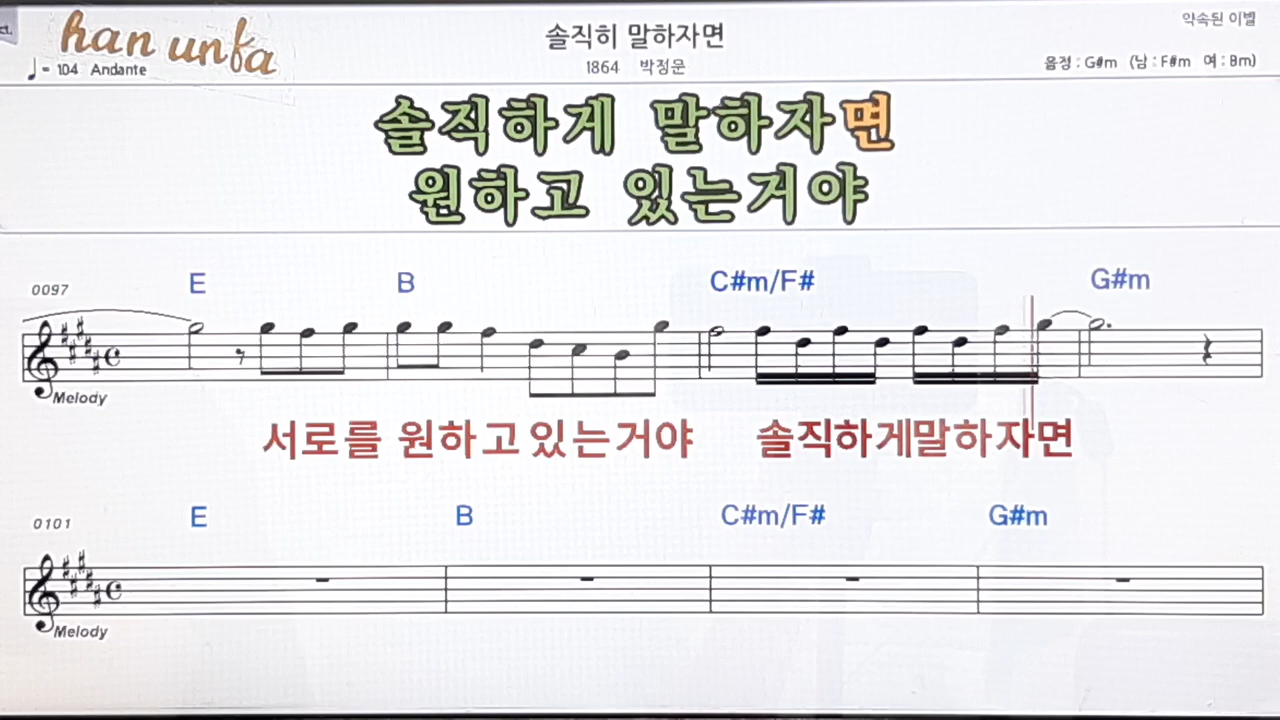 ct.
han unfa
솔직히 말하자면
약속된 이별
♩= 104 Andante
1864 박정문
음정 : G#m (남 : F#m 여 : Bm)
솔직하게 말하자면
원하고 있는거야
0097 E B C#m/F# G#m
Melody
서로를 원하고있는거야 솔직하게말하자면
0101 E B C#m/F# G#m
Melody